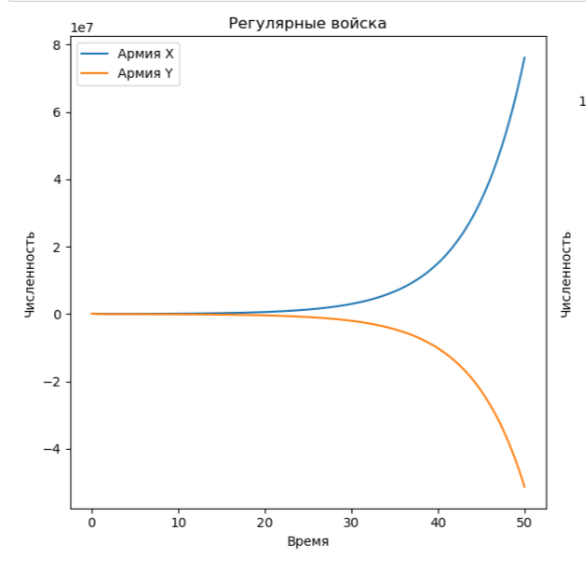 Регулярные войска
1e7
Армия X
Армия Y
8
6
4
2
0
−2
−4
Численность
0 10 20 30 40 50
Время
1
Численность